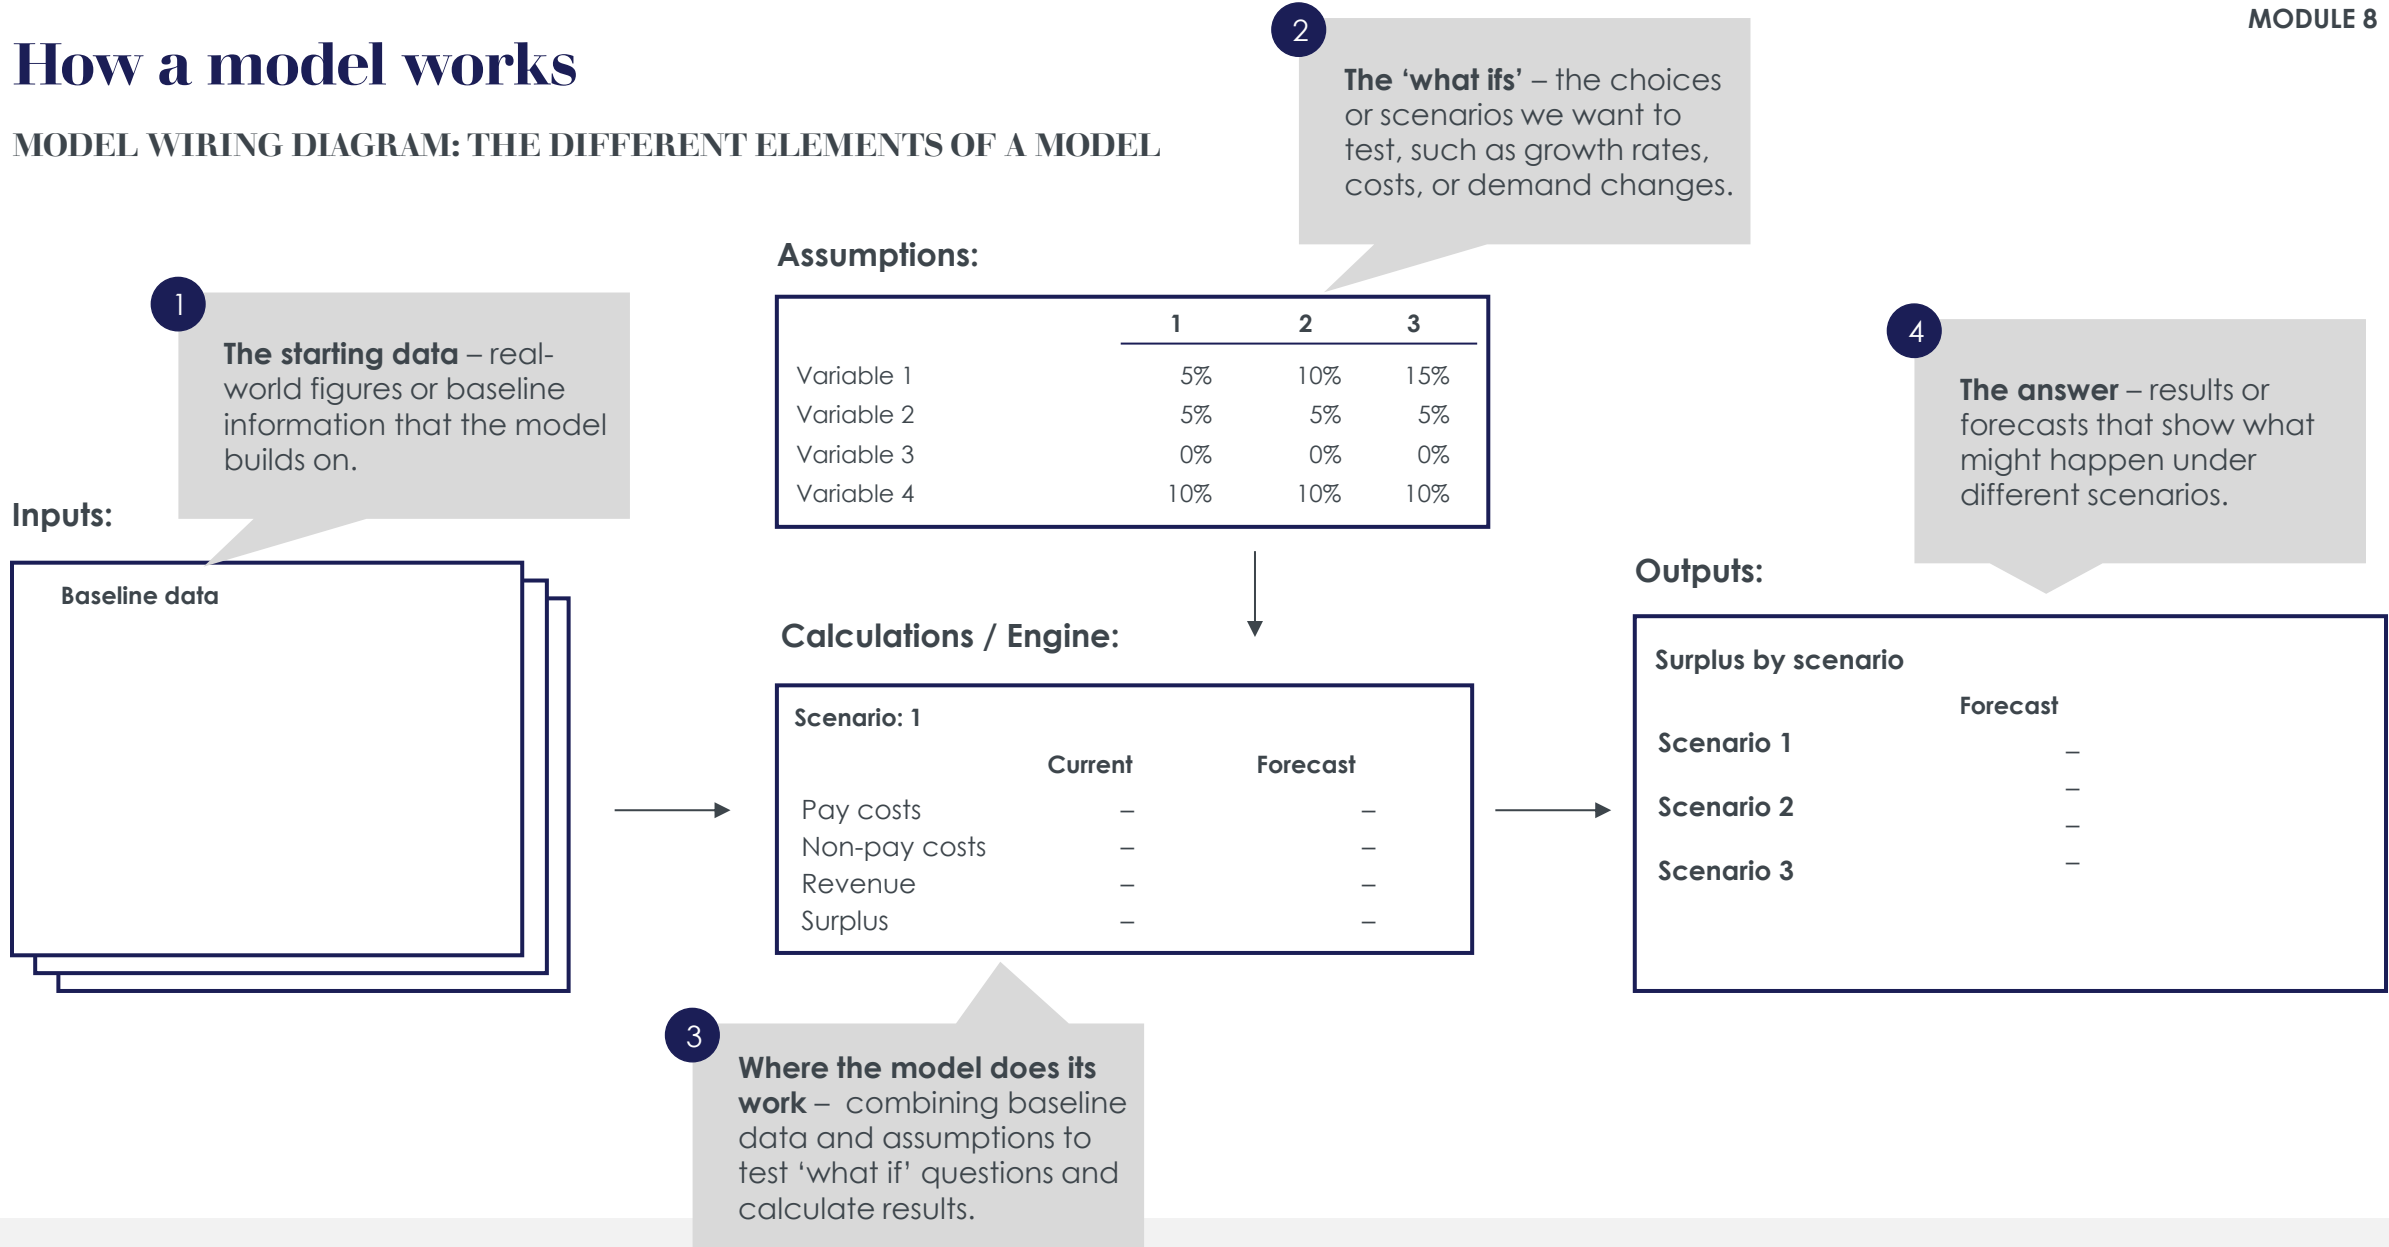 MODULE 8
How a model works
MODEL WIRING DIAGRAM: THE DIFFERENT ELEMENTS OF A MODEL
1
The starting data – real-
world figures or baseline
information that the model
builds on.
Inputs:
Baseline data
2
The ‘what ifs’ – the choices
or scenarios we want to
test, such as growth rates,
costs, or demand changes.
Assumptions:
1 2 3
Variable 1 5% 10% 15%
Variable 2 5% 5% 5%
Variable 3 0% 0% 0%
Variable 4 10% 10% 10%
Calculations / Engine:
Scenario: 1
Current Forecast
Pay costs – –
Non-pay costs – –
Revenue – –
Surplus – –
3
Where the model does its
work –  combining baseline
data and assumptions to
test ‘what if’ questions and
calculate results.
4
The answer – results or
forecasts that show what
might happen under
different scenarios.
Outputs:
Surplus by scenario
Forecast
Scenario 1 –
–
Scenario 2 –
–
Scenario 3